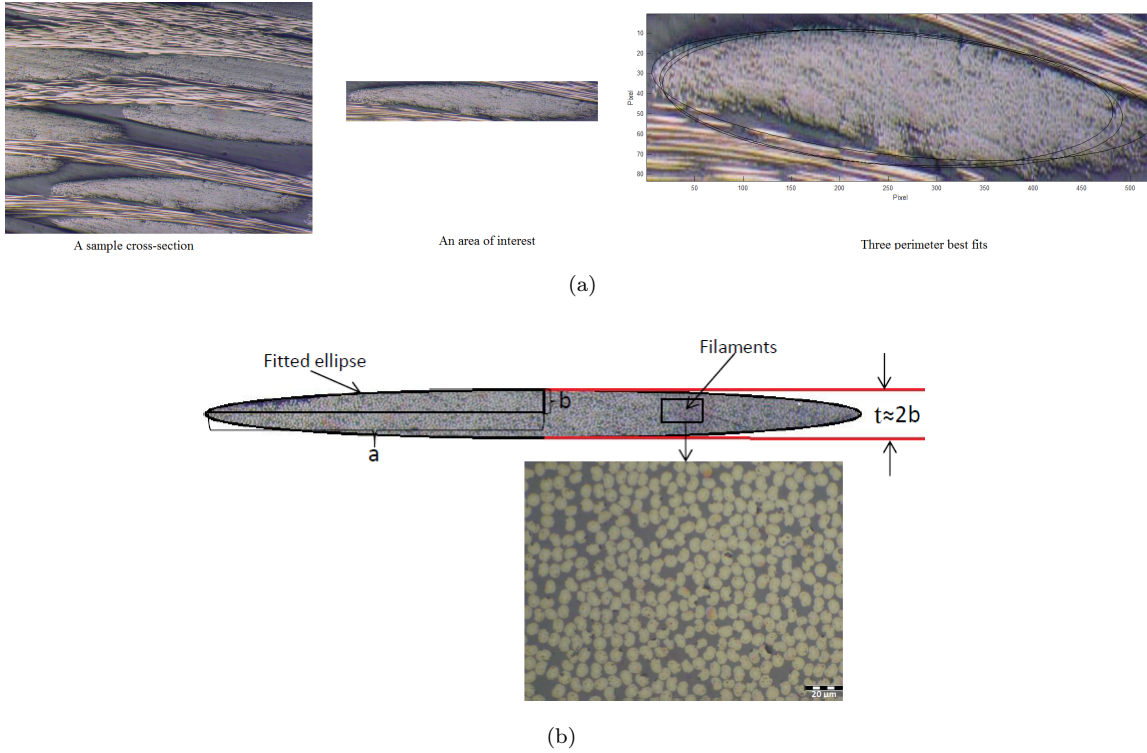 0
10
20
30
40
50
60
70
80
Pixel
50
100
150
200
250
300
350
400
450
500
Pixel
A sample cross-section
An area of interest
Three perimeter best fits
(a)
Fitted ellipse
Filaments
b
t≈2b
a
20 µm
(b)